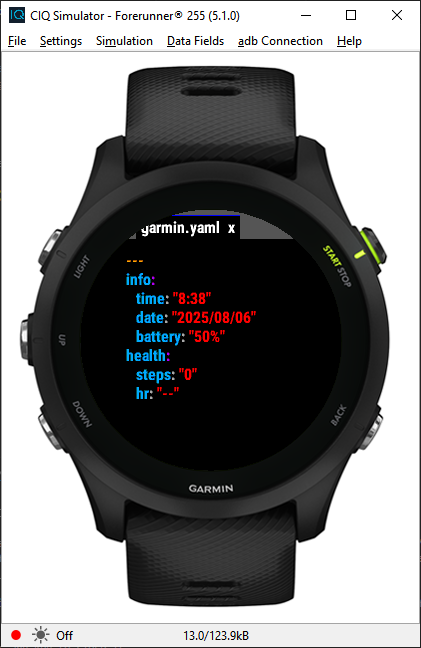 CIQ Simulator - Forerunner® 255 (5.1.0)
File Settings Simulation Data Fields adb Connection Help
garmin.yaml x
---
info:
time: "8:38"
date: "2025/08/06"
battery: "50%"
health:
steps: "0"
hr: "--"
LIGHT
START STOP
UP
DOWN
BACK
GARMIN
Off 13.0/123.9kB